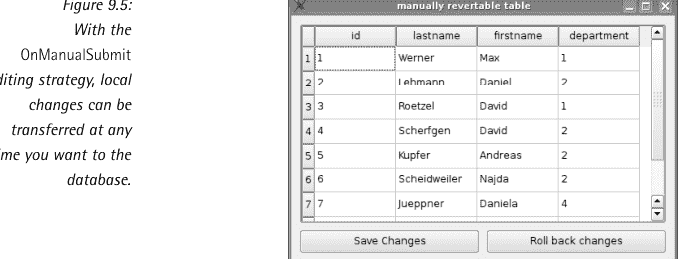 Figure 9.5:
With the
OnManualSubmit
diting strategy, local
changes can be
transferred at any
me you want to the
database.
manually revertable table
id lastname firstname department
1 1 Werner Max 1
2 2 Lehmann Daniel 2
3 3 Roetzel David 1
4 4 Scherfgen David 2
5 5 Kupfer Andreas 2
6 6 Scheidweiler Najda 2
7 7 Jueppner Daniela 4
Save Changes Roll back changes